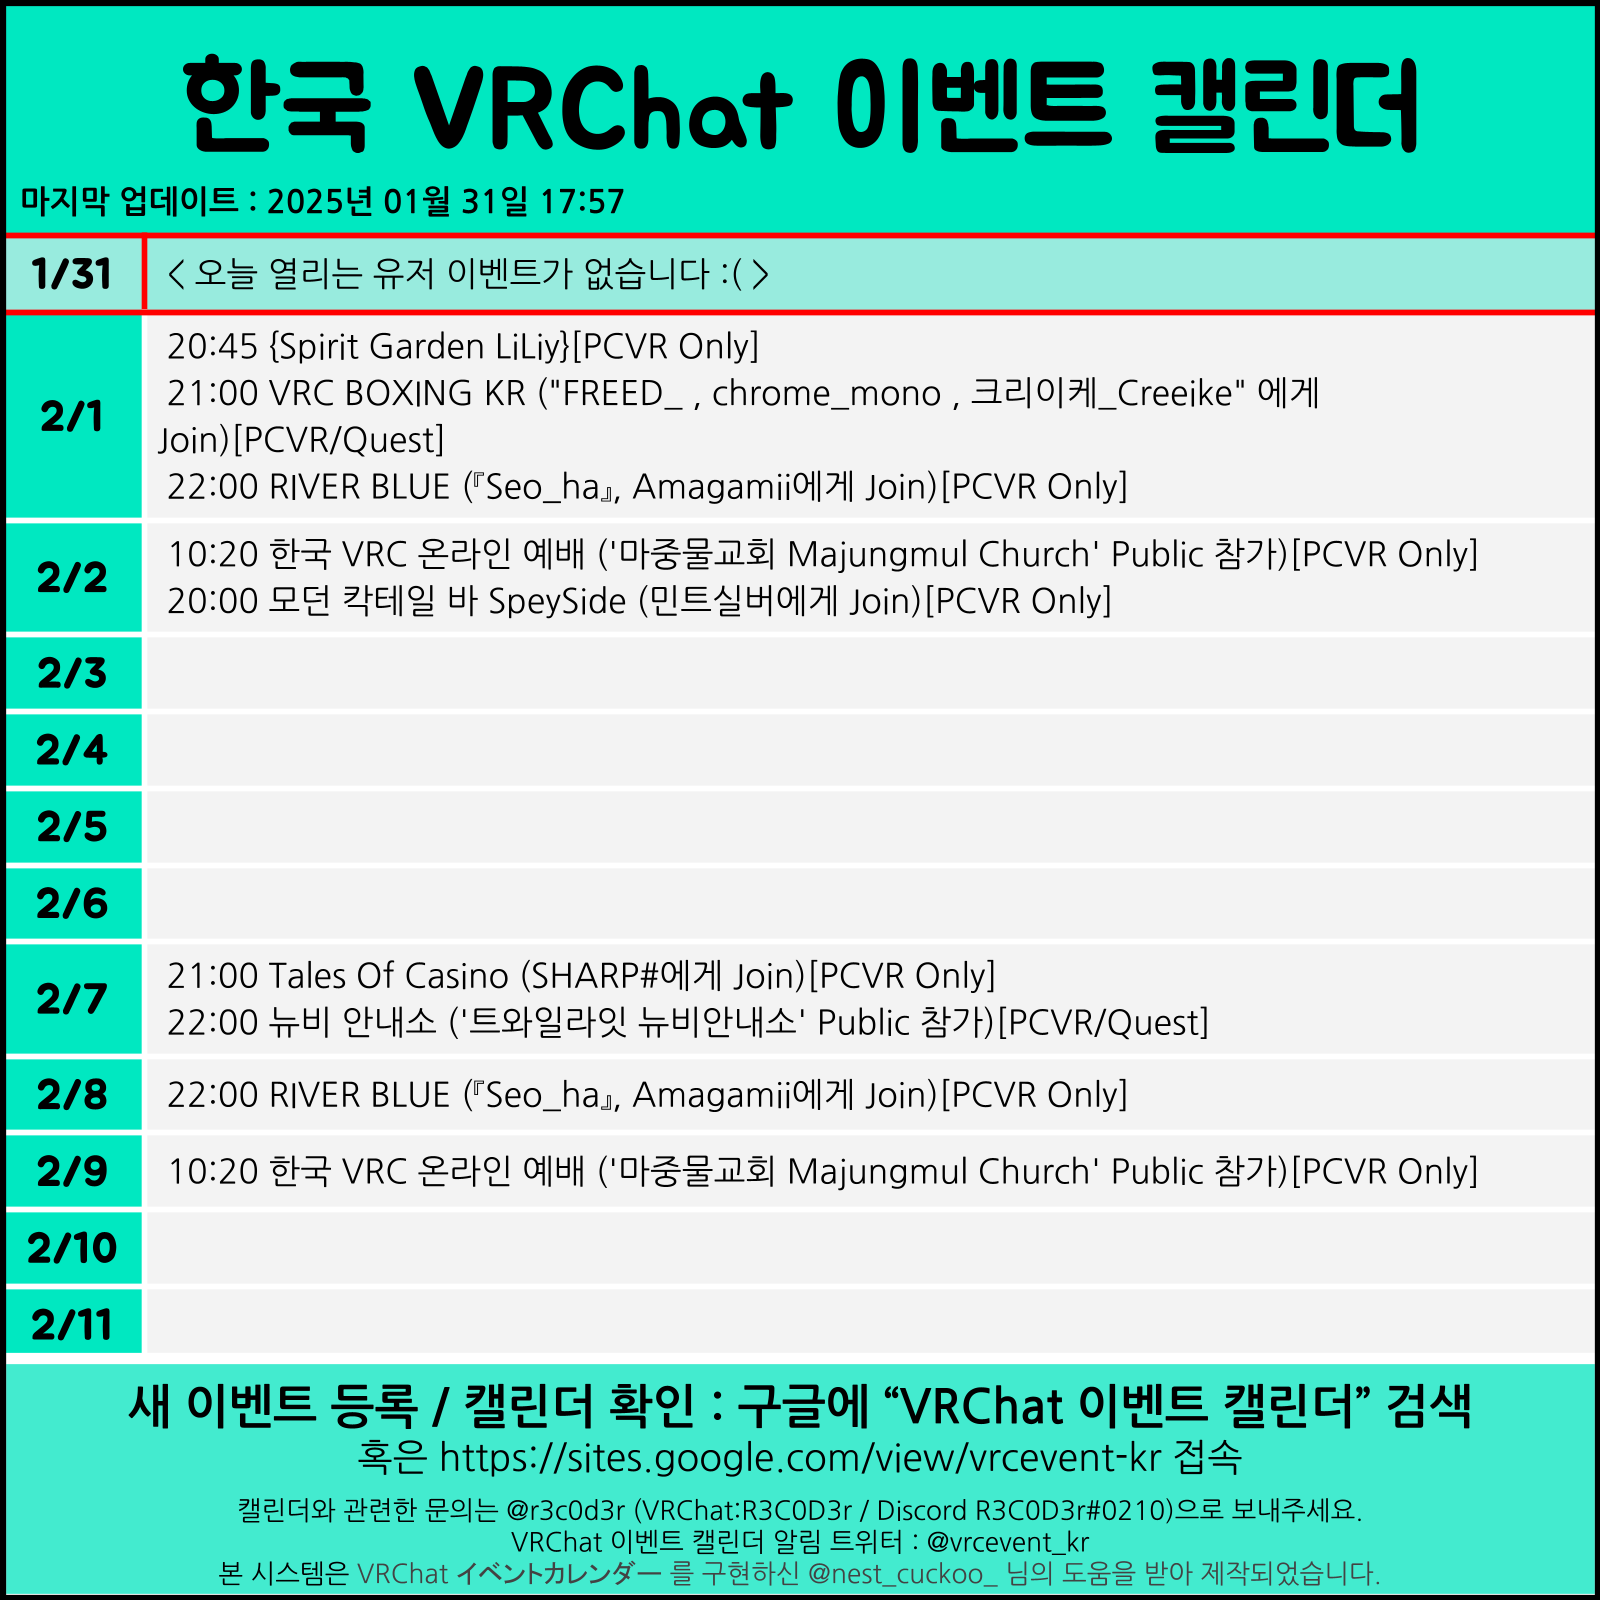 한국 VRChat 이벤트 캘린더
마지막 업데이트 : 2025년 01월 31일 17:57
1/31
< 오늘 열리는 유저 이벤트가 없습니다 :( >
2/1
20:45 {Spirit Garden LiLiy}[PCVR Only]
21:00 VRC BOXING KR ("FREED_ , chrome_mono , 크리이케_Creeike" 에게
Join)[PCVR/Quest]
22:00 RIVER BLUE (『Seo_ha』, Amagamii에게 Join)[PCVR Only]
2/2
10:20 한국 VRC 온라인 예배 ('마중물교회 Majungmul Church' Public 참가)[PCVR Only]
20:00 모던 칵테일 바 SpeySide (민트실버에게 Join)[PCVR Only]
2/3
2/4
2/5
2/6
2/7
21:00 Tales Of Casino (SHARP#에게 Join)[PCVR Only]
22:00 뉴비 안내소 ('트와일라잇 뉴비안내소' Public 참가)[PCVR/Quest]
2/8
22:00 RIVER BLUE (『Seo_ha』, Amagamii에게 Join)[PCVR Only]
2/9
10:20 한국 VRC 온라인 예배 ('마중물교회 Majungmul Church' Public 참가)[PCVR Only]
2/10
2/11
새 이벤트 등록 / 캘린더 확인 : 구글에 “VRChat 이벤트 캘린더” 검색
혹은 https://sites.google.com/view/vrcevent-kr 접속
캘린더와 관련한 문의는 @r3c0d3r (VRChat:R3C0D3r / Discord R3C0D3r#0210)으로 보내주세요.
VRChat 이벤트 캘린더 알림 트위터 : @vrcevent_kr
본 시스템은 VRChat イベントカレンダー 를 구현하신 @nest_cuckoo_ 님의 도움을 받아 제작되었습니다.